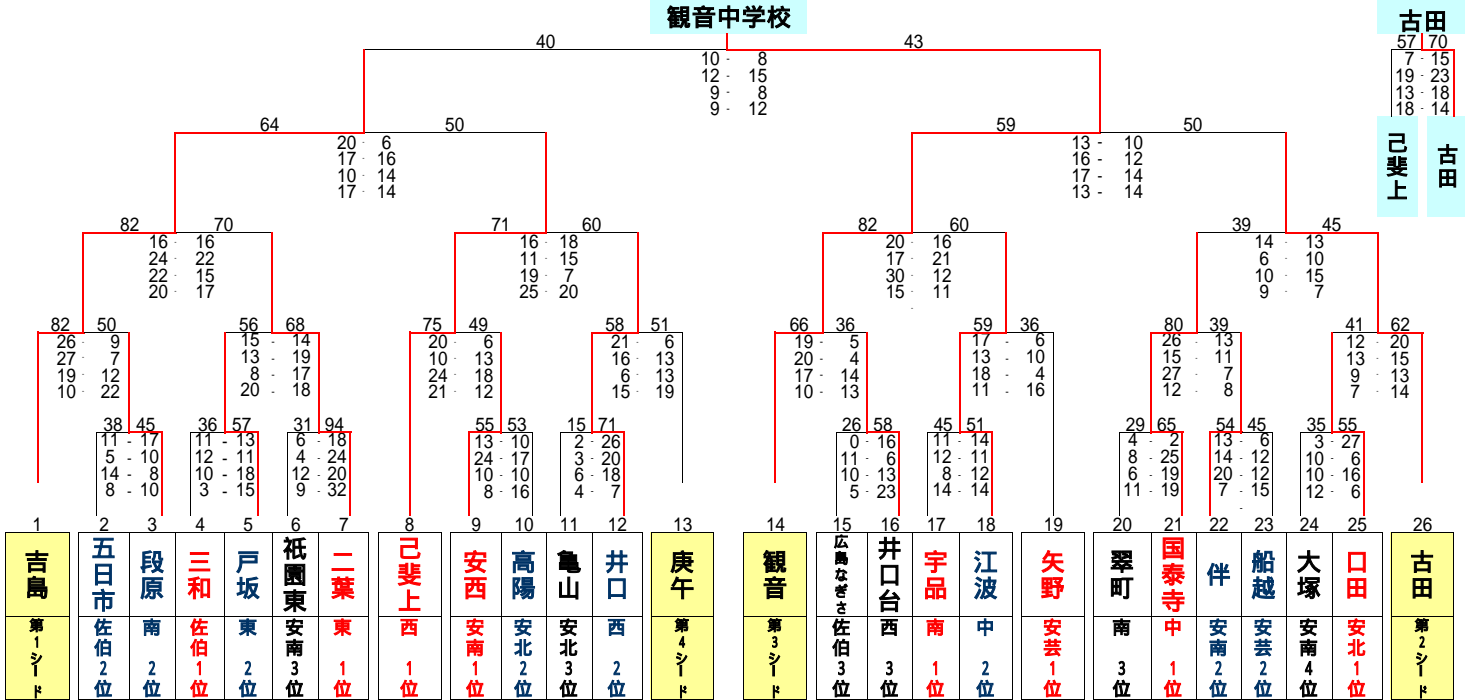 観音中学校
古田
40 43
57 70
10 - 8
12 - 15
9 - 8
9 - 12
7 - 15
19 - 23
13 - 18
18 - 14
己斐上 古田
64 50
20 - 6
17 - 16
10 - 14
17 - 14
59 50
13 - 10
16 - 12
17 - 14
13 - 14
82 70
16 - 16
24 - 22
22 - 15
20 - 17
71 60
16 - 18
11 - 15
19 - 7
25 - 20
82 60
20 - 16
17 - 21
30 - 12
15 - 11
39 45
14 - 13
6 - 10
10 - 15
9 - 7
82 50
26 - 9
27 - 7
19 - 12
10 - 22
56 68
15 - 14
13 - 19
8 - 17
20 - 18
75 49
20 - 6
10 - 13
24 - 18
21 - 12
58 51
21 - 6
16 - 13
6 - 13
15 - 19
66 36
19 - 5
20 - 4
17 - 14
10 - 13
59 36
17 - 6
13 - 10
18 - 4
11 - 16
80 39
26 - 13
15 - 11
27 - 7
12 - 8
41 62
12 - 20
13 - 15
9 - 13
7 - 14
38 45
11 - 17
5 - 10
14 - 8
8 - 10
36 57
11 - 13
12 - 11
10 - 18
3 - 15
31 94
6 - 18
4 - 24
12 - 20
9 - 32
55 53
13 - 10
24 - 17
10 - 10
8 - 16
15 71
2 - 26
3 - 20
6 - 18
4 - 7
26 58
0 - 16
11 - 6
10 - 13
5 - 23
45 51
11 - 14
12 - 11
8 - 12
14 - 14
29 65
4 - 2
8 - 25
6 - 19
11 - 19
54 45
13 - 6
14 - 12
20 - 12
7 - 15
35 55
3 - 27
10 - 6
10 - 16
12 - 6
1 2 3 4 5 6 7 8 9 10 11 12 13 14 15 16 17 18 19 20 21 22 23 24 25 26
吉島 五日市 段原 三和 戸坂 祇園東 二葉 己斐上 安西 高陽 亀山 井口 庚午 観音 広島なぎさ 井口台 宇品 江波 矢野 翠町 国泰寺 伴 船越 大塚 口田 古田
第1シード 佐伯2位 南2位 佐伯1位 東2位 安南3位 東1位 西1位 安南1位 安北2位 安北3位 西2位 第4シード 第3シード 佐伯3位 西3位 南1位 中2位 安芸1位 南3位 中1位 安南2位 安芸2位 安南4位 安北1位 第2シード